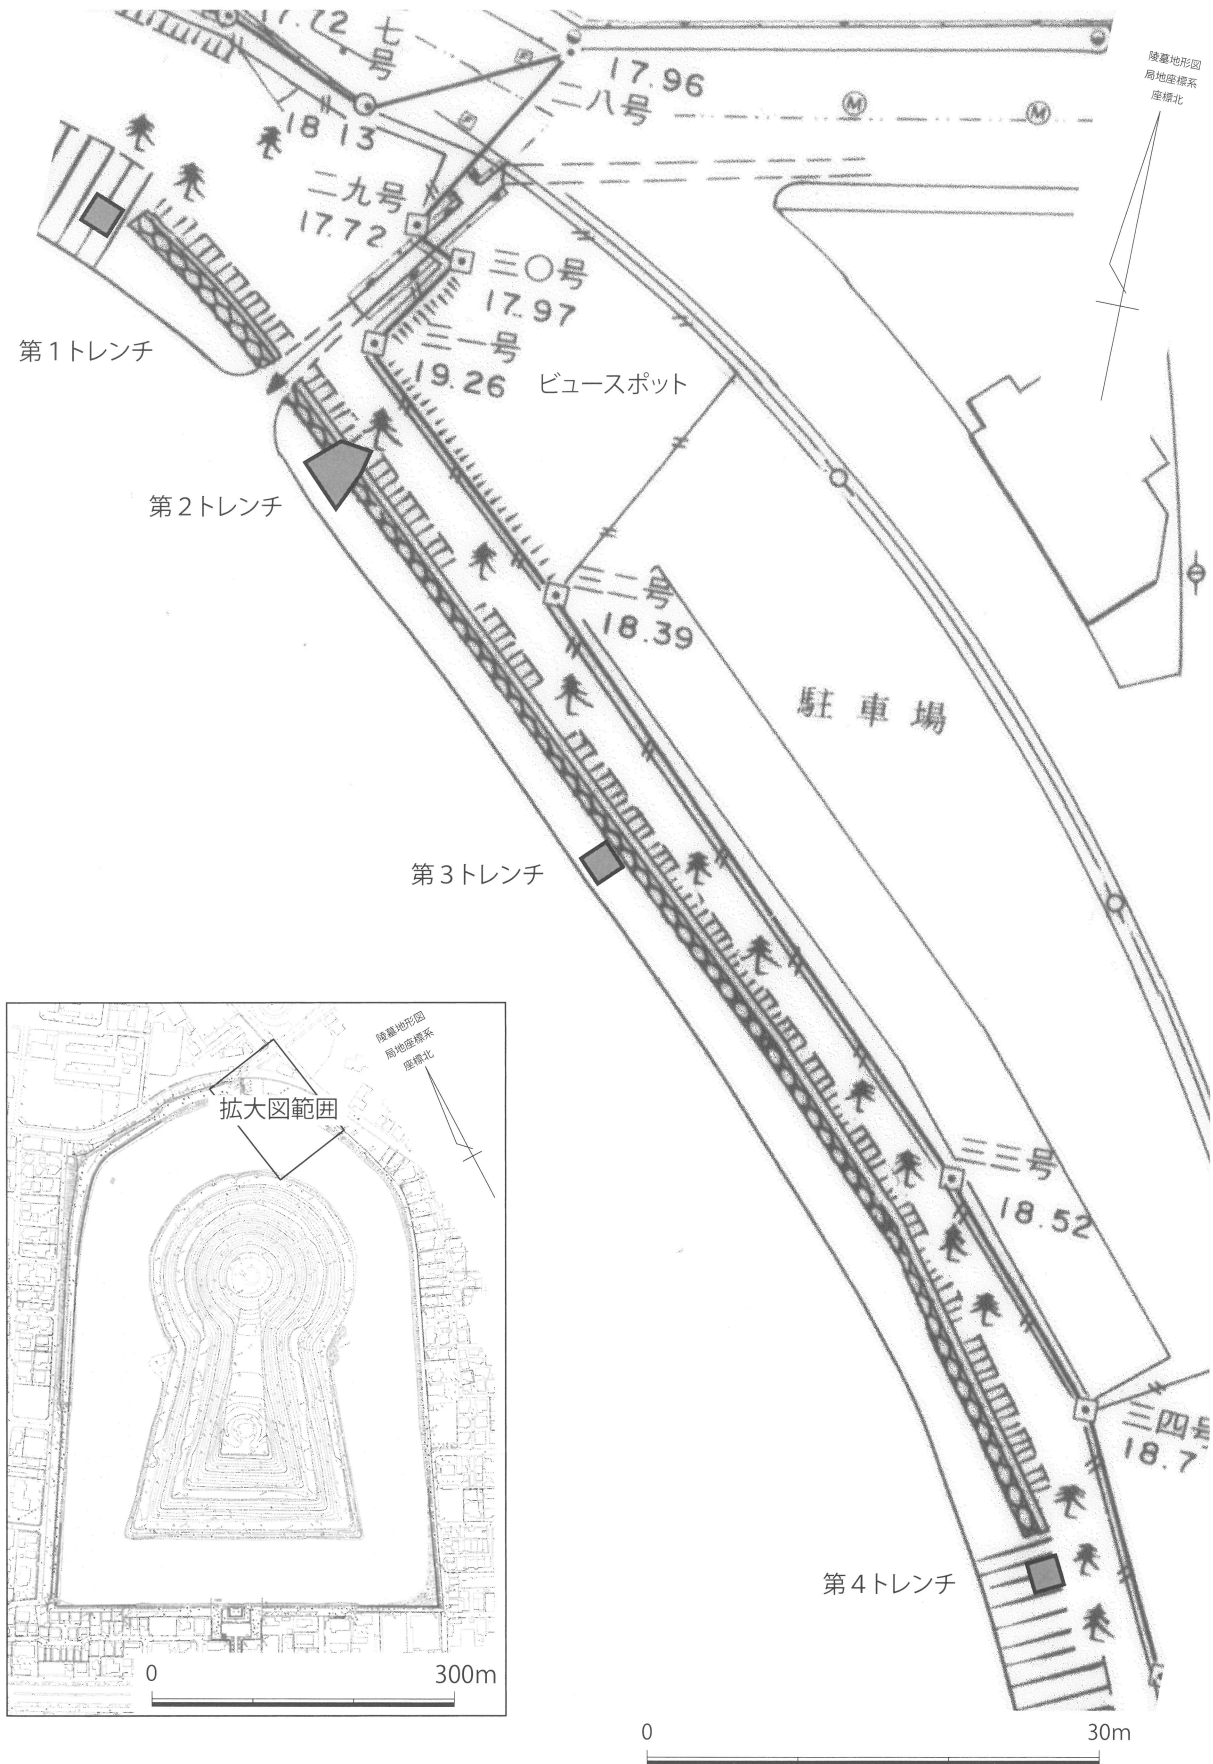 17.72
七号
17.96
二八号
M
M
陵墓地形図
局地座標系
座標北
18 13
二九号
17.72
三〇号
17.97
三一号
19.26
第1トレンチ
ビュースポット
第2トレンチ
三二号
18.39
駐車場
第3トレンチ
陵墓地形図
局地座標系
座標北
拡大図範囲
三三号
18.52
三四号
18.7
第4トレンチ
0
300m
0
30m